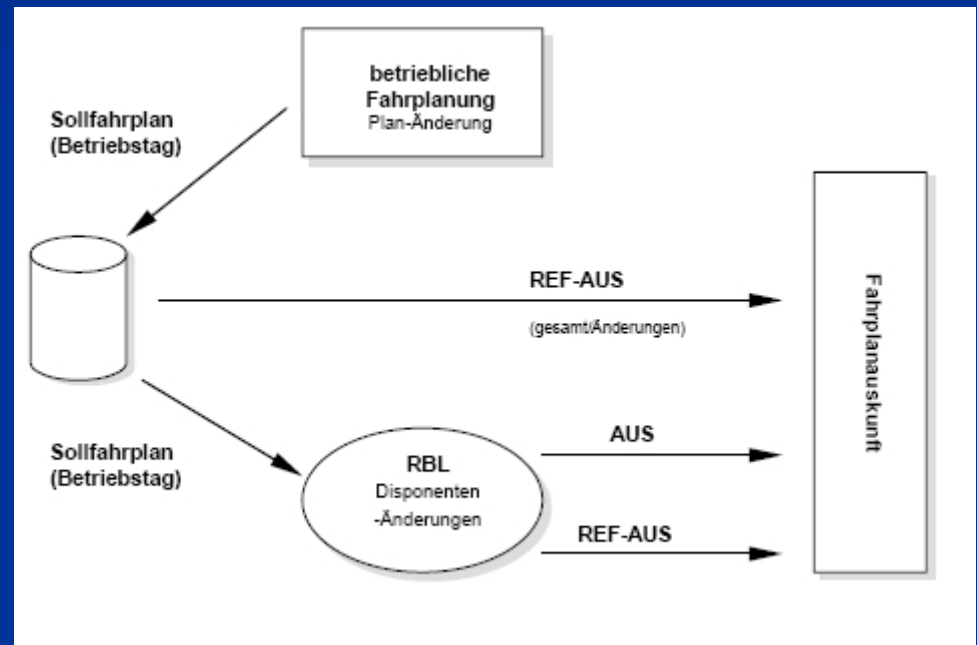 betriebliche
Fahrplanung
Plan-Änderung
Sollfahrplan
(Betriebstag)
REF-AUS
(gesamt/Änderungen)
Fahrplanauskunft
Sollfahrplan
(Betriebstag)
RBL
Disponenten
-Änderungen
AUS
REF-AUS